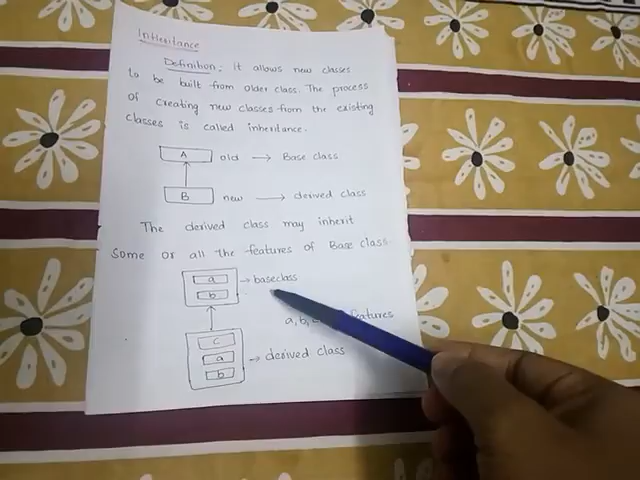 Inheritance
Definition: it allows new classes
to be built from older class. The process
of creating new classes from the existing
classes is called inheritance.
A old → Base class
B new → derived class
The derived class may inherit
Some or all the features of Base class
a → baseclass
b
a, b, features
c
a → derived class
b